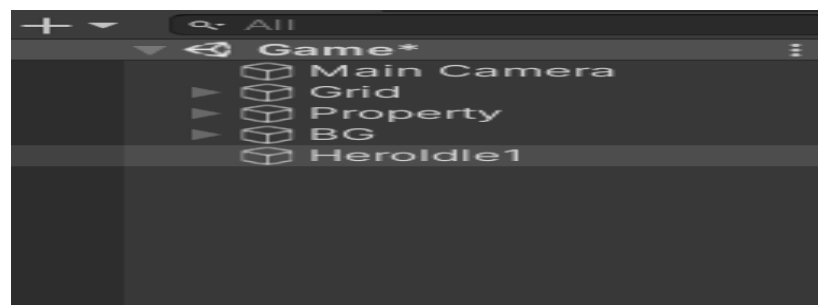 All
Game*
Main Camera
Grid
Property
BG
HeroIdle1